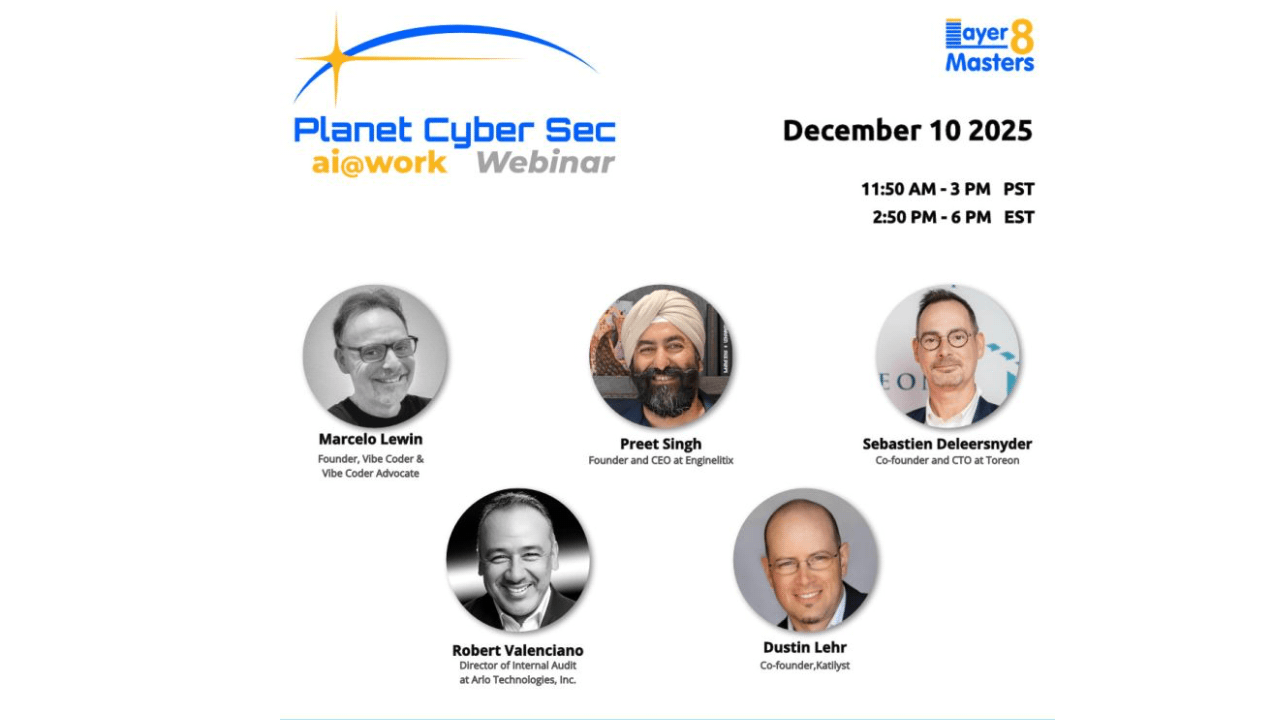 Layer 8
Masters
Planet Cyber Sec
ai@work Webinar
December 10 2025
11:50 AM - 3 PM PST
2:50 PM - 6 PM EST
EON
Marcelo Lewin
Founder, Vibe Coder &
Vibe Coder Advocate
Preet Singh
Founder and CEO at Enginelitix
Sebastien Deleersnyder
Co-founder and CTO at Toreon
Robert Valenciano
Director of Internal Audit
at Arlo Technologies, Inc.
Dustin Lehr
Co-founder,Katilyst